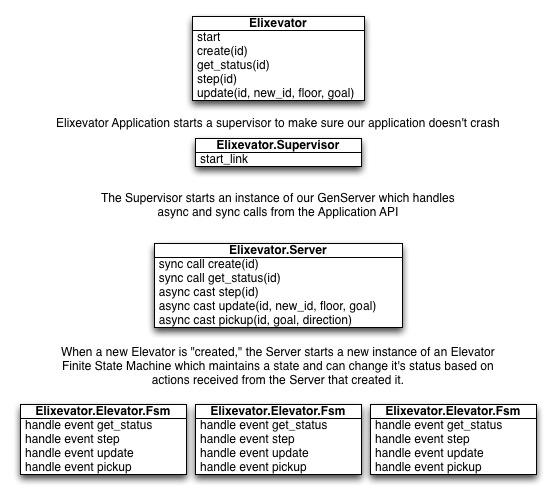 Elixevator
start
create(id)
get_status(id)
step(id)
update(id, new_id, floor, goal)
Elixevator Application starts a supervisor to make sure our application doesn't crash
Elixevator.Supervisor
start_link
The Supervisor starts an instance of our GenServer which handles
async and sync calls from the Application API
Elixevator.Server
sync call create(id)
sync call get_status(id)
async cast step(id)
async cast update(id, new_id, floor, goal)
async cast pickup(id, goal, direction)
When a new Elevator is "created," the Server starts a new instance of an Elevator
Finite State Machine which maintains a state and can change it's status based on
actions received from the Server that created it.
Elixevator.Elevator.Fsm
handle event get_status
handle event step
handle event update
handle event pickup
Elixevator.Elevator.Fsm
handle event get_status
handle event step
handle event update
handle event pickup
Elixevator.Elevator.Fsm
handle event get_status
handle event step
handle event update
handle event pickup